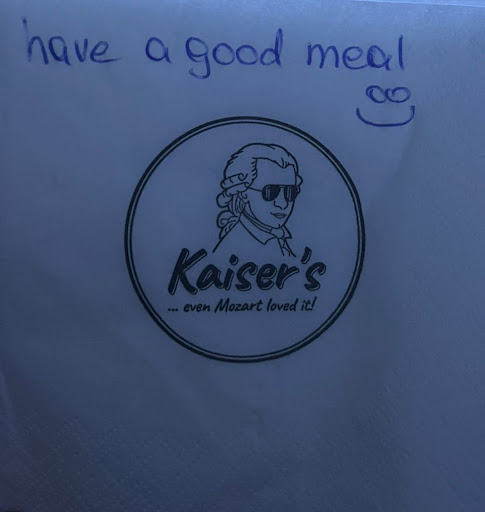 have a good meal
Kaiser's
... even Mozart loved it!